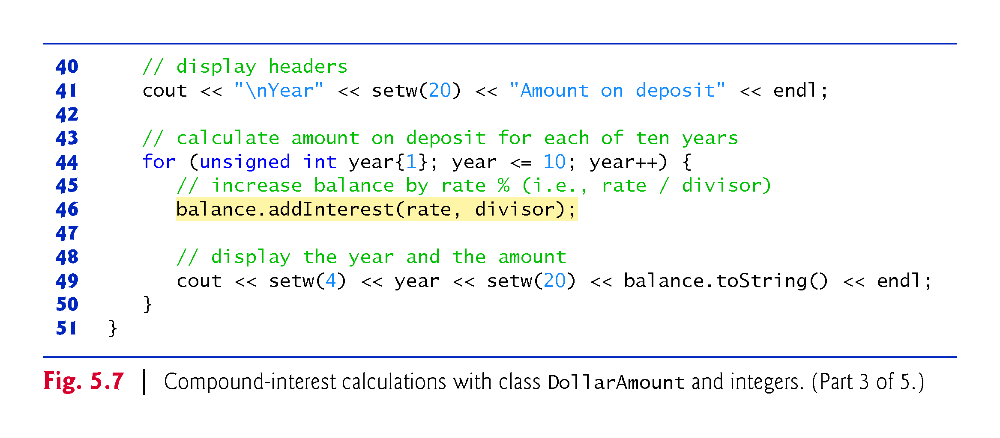 40 // display headers
41 cout << "\nYear" << setw(20) << "Amount on deposit" << endl;
42
43 // calculate amount on deposit for each of ten years
44 for (unsigned int year{1}; year <= 10; year++) {
45 // increase balance by rate % (i.e., rate / divisor)
46 balance.addInterest(rate, divisor);
47
48 // display the year and the amount
49 cout << setw(4) << year << setw(20) << balance.toString() << endl;
50 }
51 }
Fig. 5.7 | Compound-interest calculations with class DollarAmount and integers. (Part 3 of 5.)